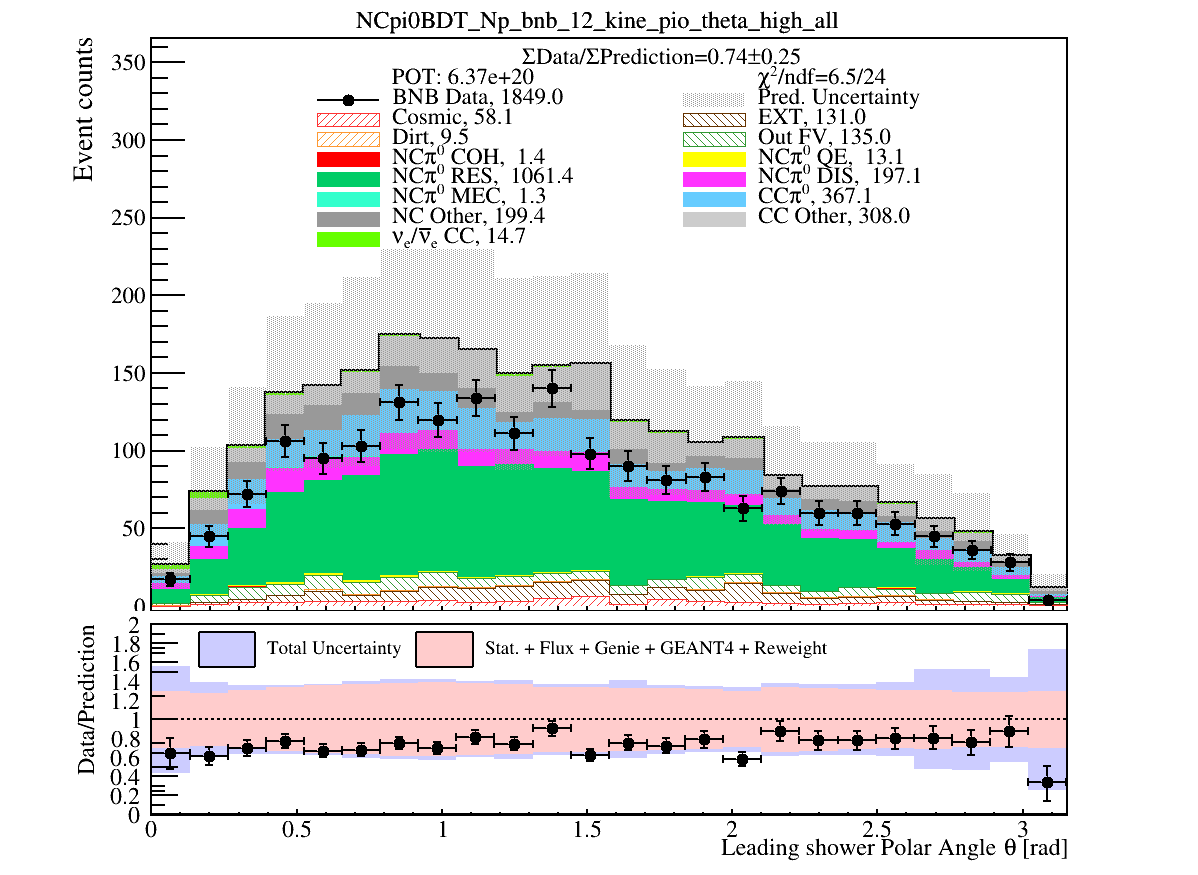 NCpi0BDT_Np_bnb_12_kine_pio_theta_high_all
ΣData/ΣPrediction=0.74±0.25
POT: 6.37e+20
χ²/ndf=6.5/24
BNB Data, 1849.0
Pred. Uncertainty
Cosmic, 58.1
EXT, 131.0
Dirt, 9.5
Out FV, 135.0
NCπ⁰ COH, 1.4
NCπ⁰ QE, 13.1
NCπ⁰ RES, 1061.4
NCπ⁰ DIS, 197.1
NCπ⁰ MEC, 1.3
CCπ⁰, 367.1
NC Other, 199.4
CC Other, 308.0
νₑ/ν̅ₑ CC, 14.7
Event counts
350
300
250
200
150
100
50
0
Total Uncertainty
Stat. + Flux + Genie + GEANT4 + Reweight
Data/Prediction
2
1.8
1.6
1.4
1.2
1
0.8
0.6
0.4
0.2
0
0 0.5 1 1.5 2 2.5 3
Leading shower Polar Angle θ [rad]